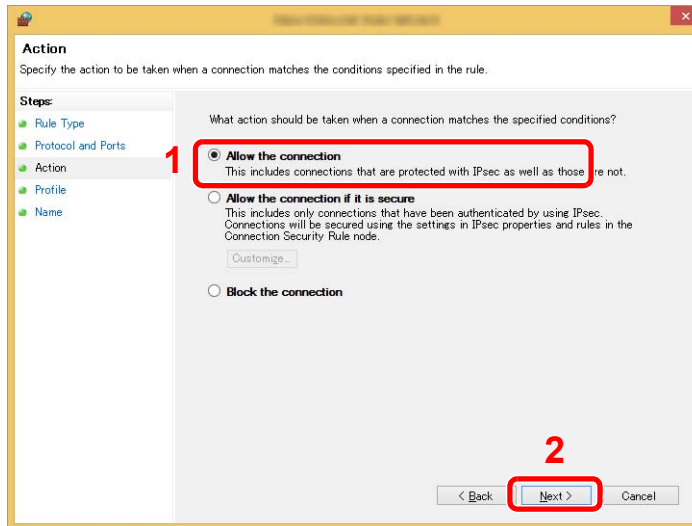 Action
Specify the action to be taken when a connection matches the conditions specified in the rule.
Steps:
Rule Type
Protocol and Ports
Action
Profile
Name
What action should be taken when a connection matches the specified conditions?
1
Allow the connection
This includes connections that are protected with IPsec as well as those re not.
Allow the connection if it is secure
This includes only connections that have been authenticated by using IPsec.
Connections will be secured using the settings in IPsec properties and rules in the
Connection Security Rule node.
Customize...
Block the connection
2
< Back
Next >
Cancel